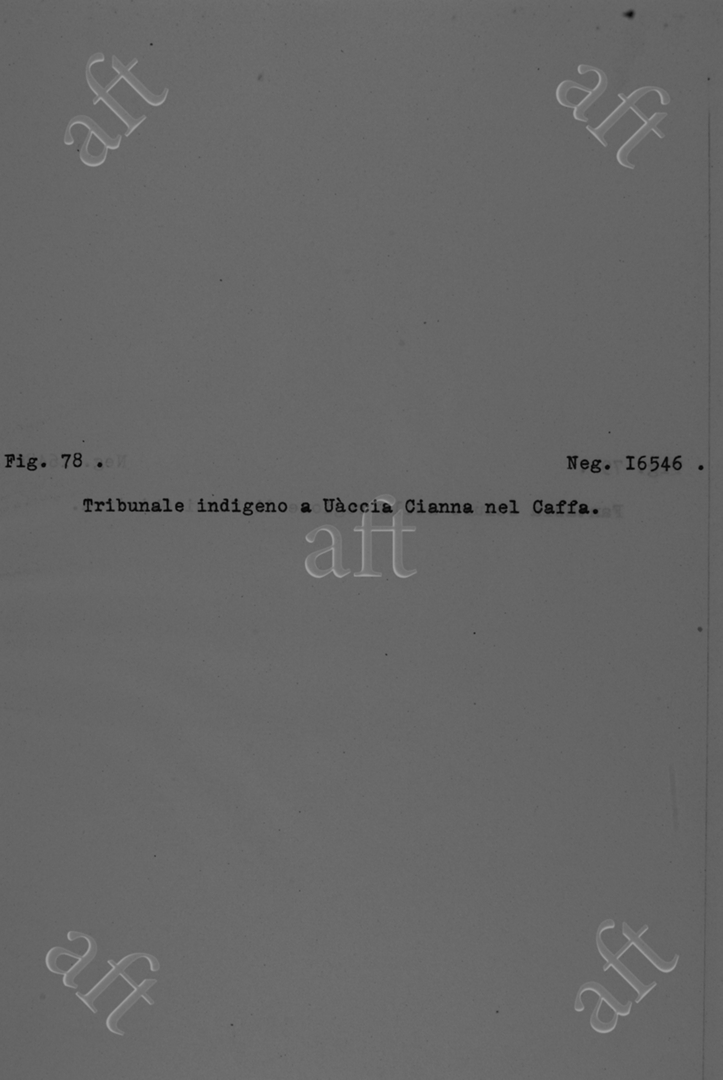 aft aft
Fig. 78 . Neg. I6546 .
Tribunale indigeno a Uàccia Cianna nel Caffa.
aft
aft aft